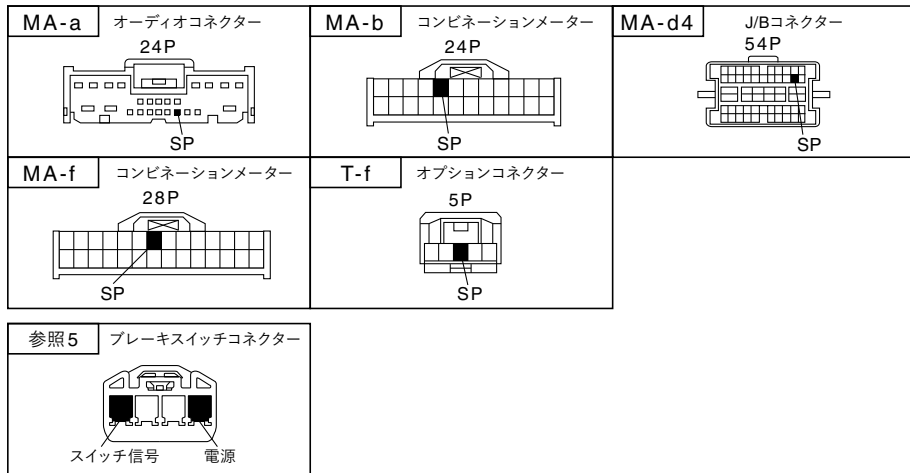 MA-a オーディオコネクター
24P
SP
MA-b コンビネーションメーター
24P
SP
MA-d4 J/Bコネクター
54P
SP
MA-f コンビネーションメーター
28P
SP
T-f オプションコネクター
5P
SP
参照5 ブレーキスイッチコネクター
スイッチ信号 電源